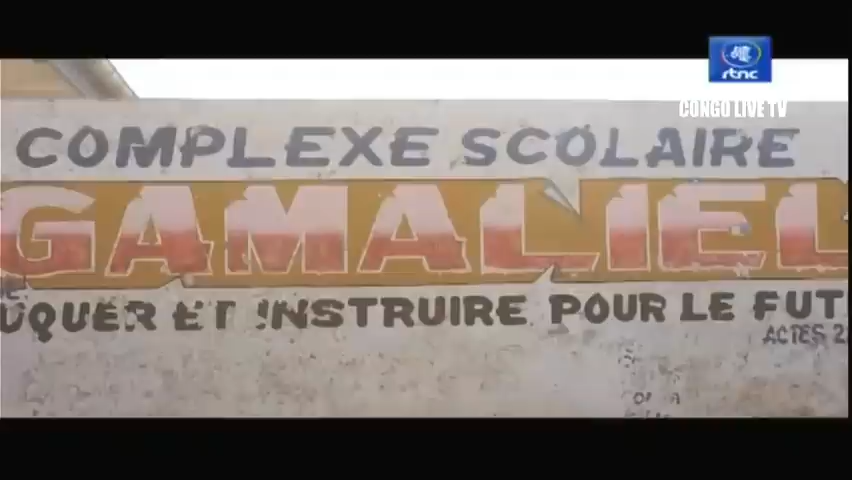 rtnc
CONGO LIVE TV
COMPLEXE SCOLAIRE
GAMALIEL
UQUER ET INSTRUIRE POUR LE FUT
ACTES 2